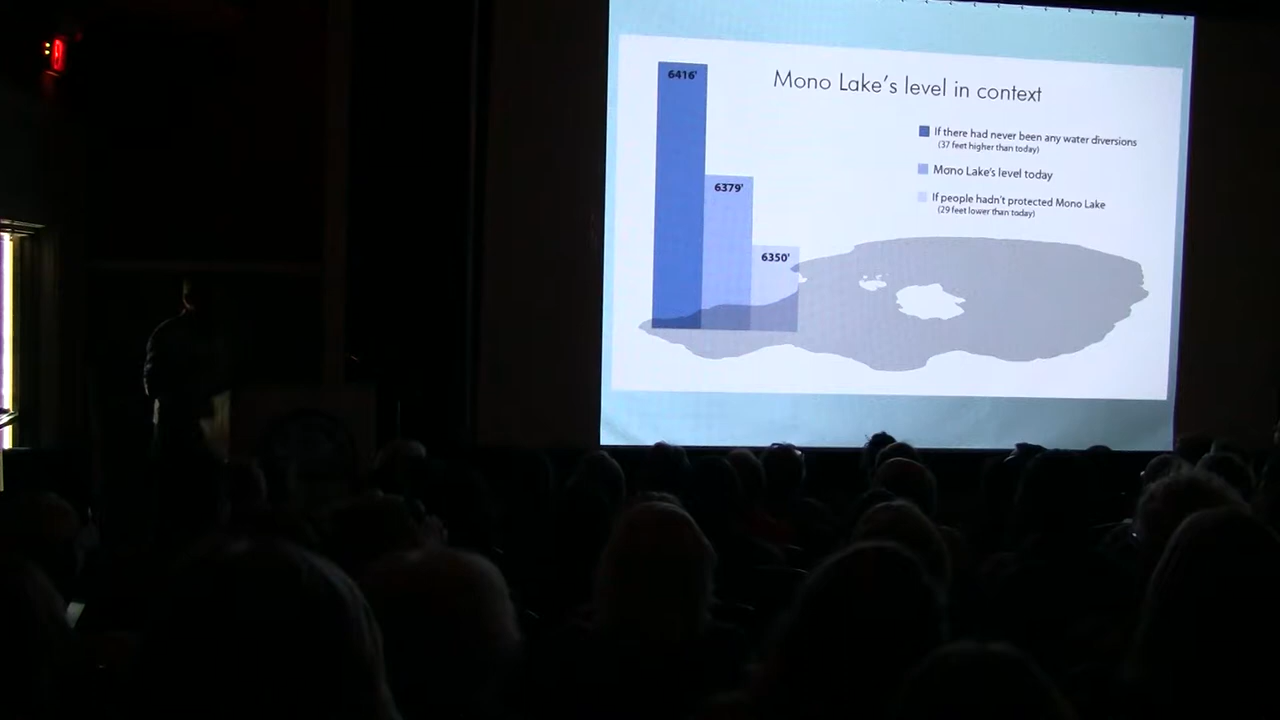 Mono Lake's level in context
6416'
6379'
6350'
If there had never been any water diversions
(37 feet higher than today)
Mono Lake's level today
If people hadn't protected Mono Lake
(29 feet lower than today)